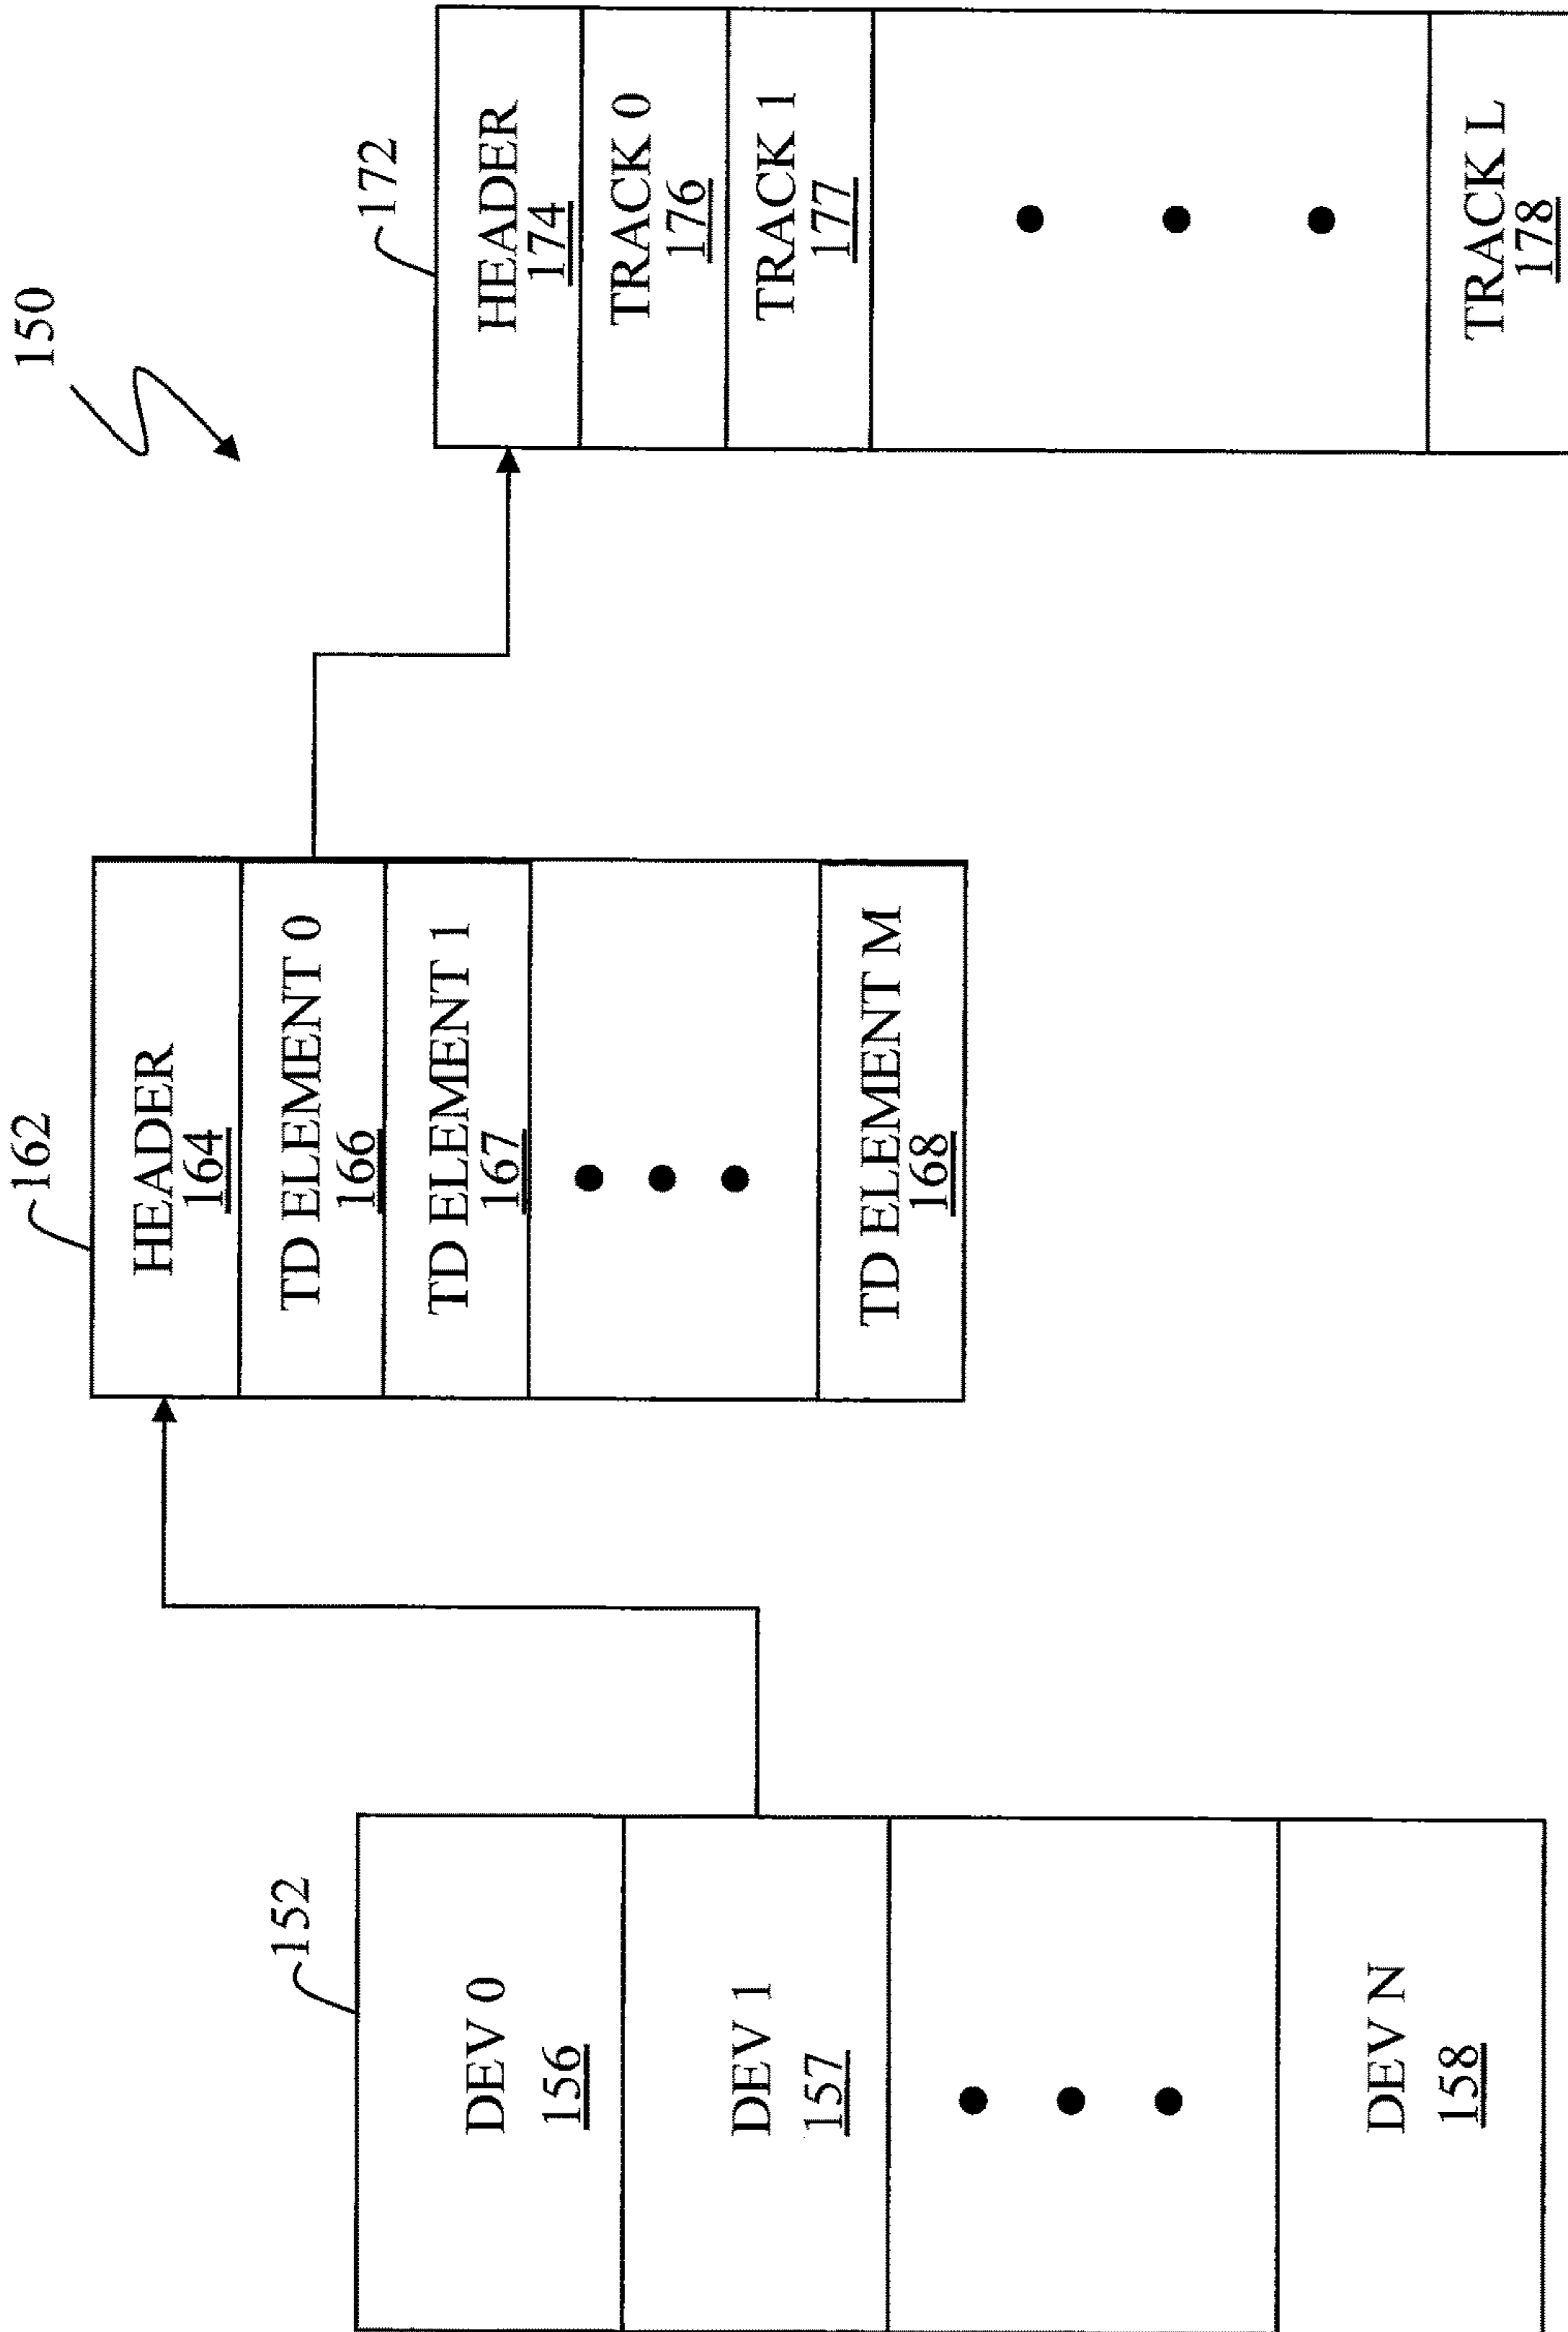 150
152
DEV 0
156
DEV 1
157
DEV N
158
162
HEADER
164
TD ELEMENT 0
166
TD ELEMENT 1
167
TD ELEMENT M
168
172
HEADER
174
TRACK 0
176
TRACK 1
177
TRACK L
178